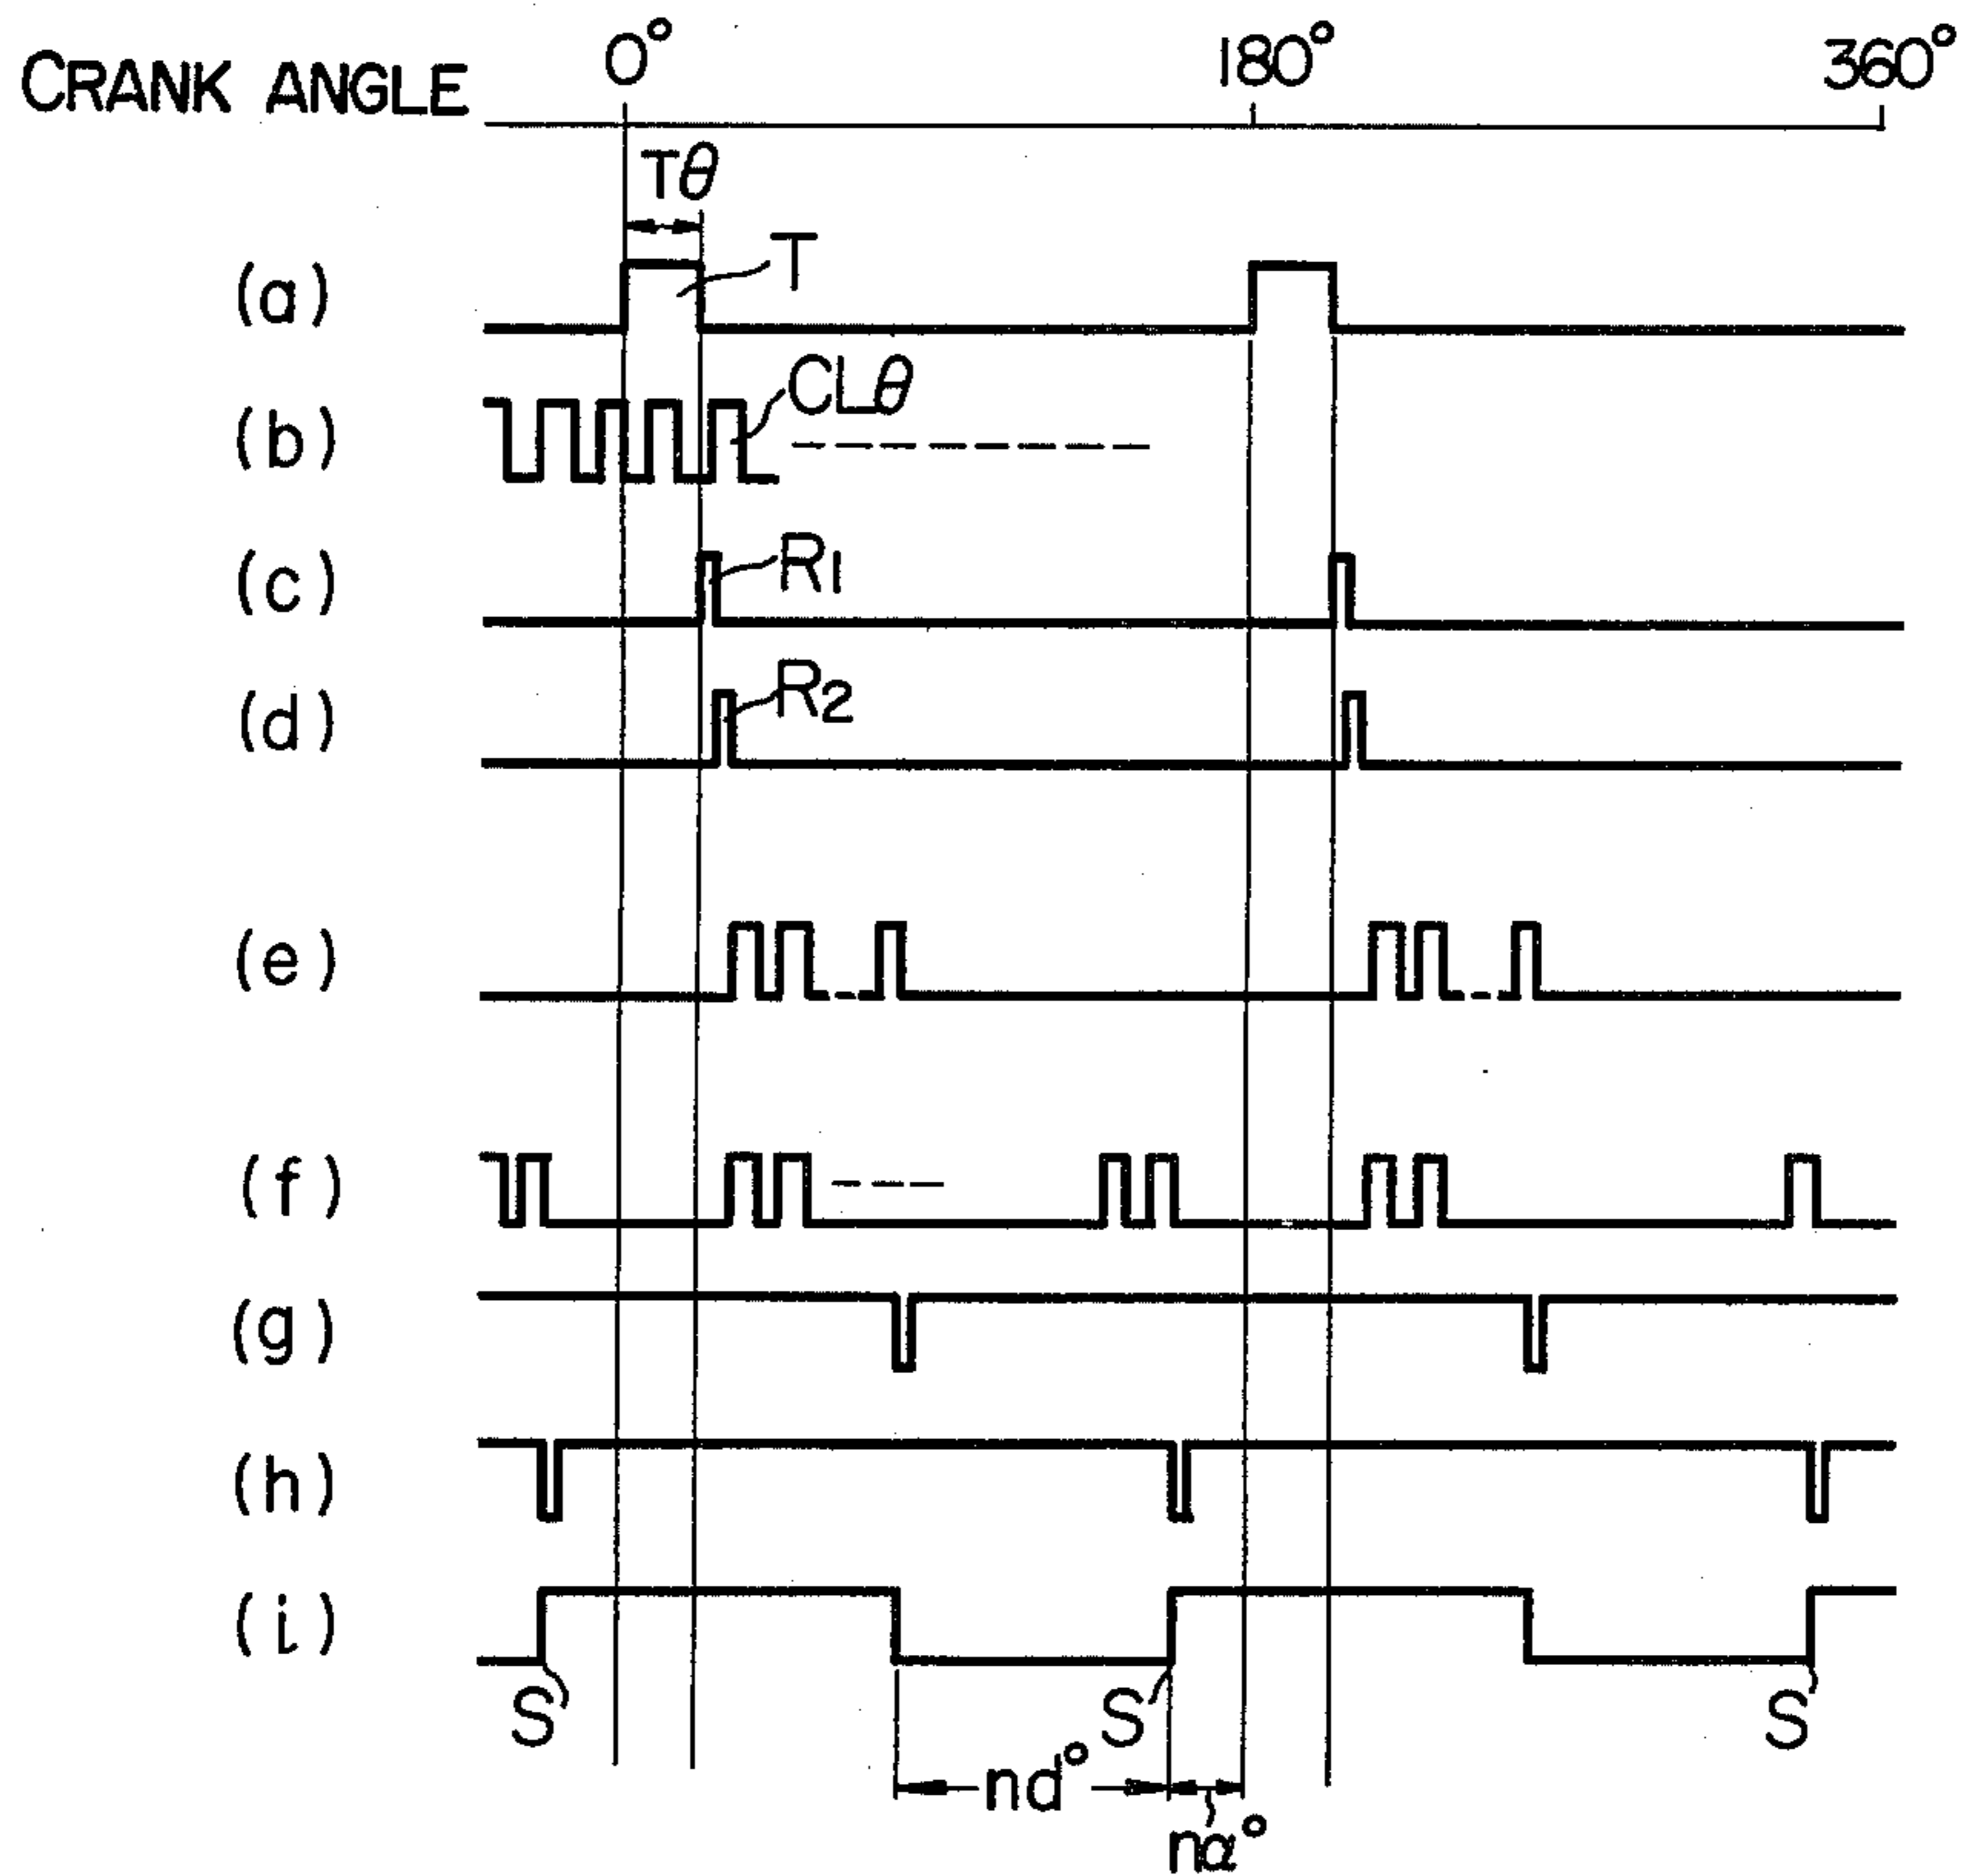 CRANK ANGLE 0° 180° 360°
Tθ
(a) T
(b) CLθ
(c) R1
(d) R2
(e)
(f)
(g)
(h)
(i)
S S S
nd°
nα°